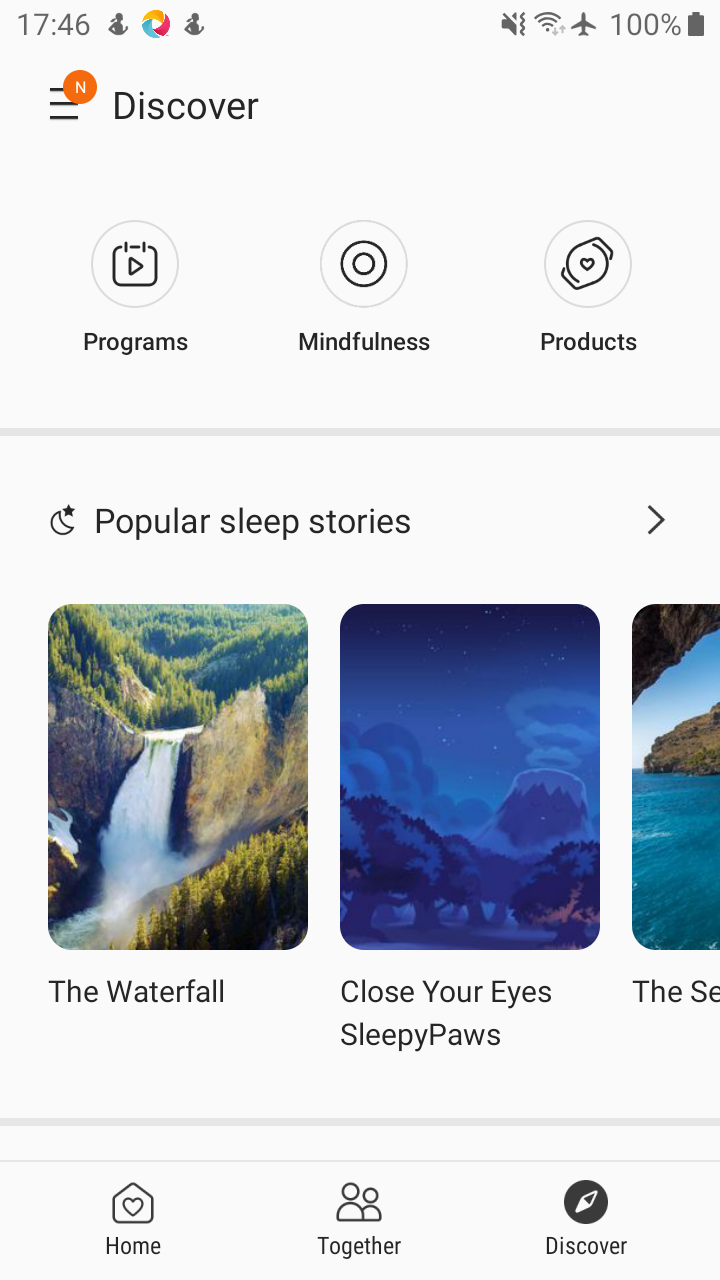 17:46
100%
N
Discover
Programs
Mindfulness
Products
Popular sleep stories
The Waterfall
Close Your Eyes
SleepyPaws
The Se
Home
Together
Discover